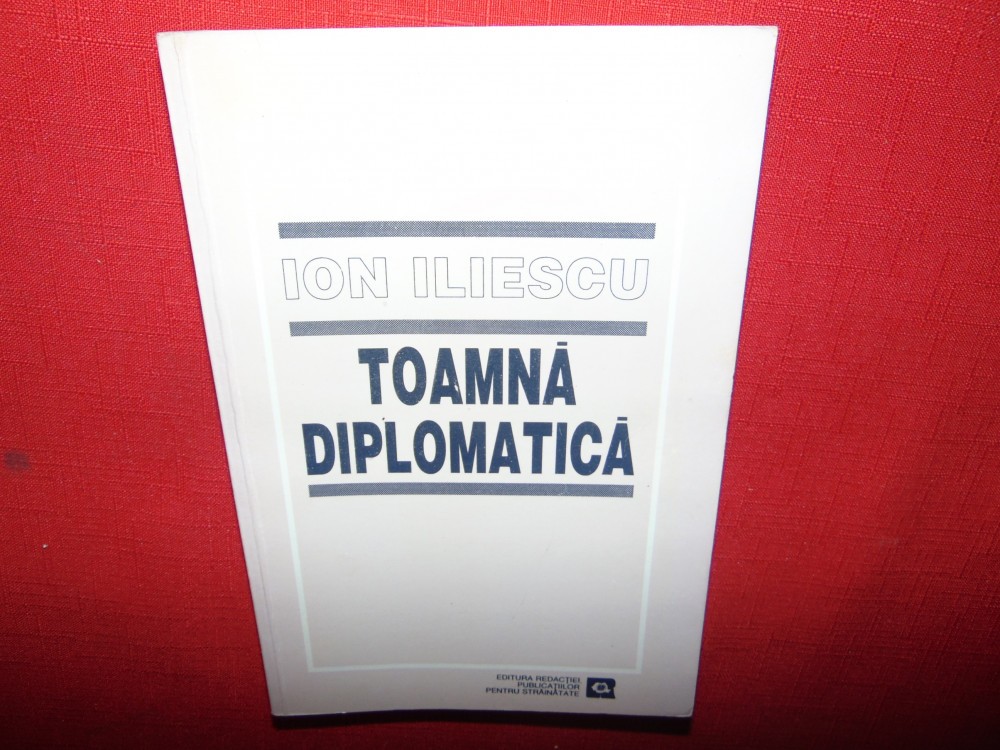 ION ILIESCU
TOAMNĂ
DIPLOMATICĂ
EDITURA REDACȚIEI
PUBLICAȚIILOR
PENTRU STRĂINĂTATE